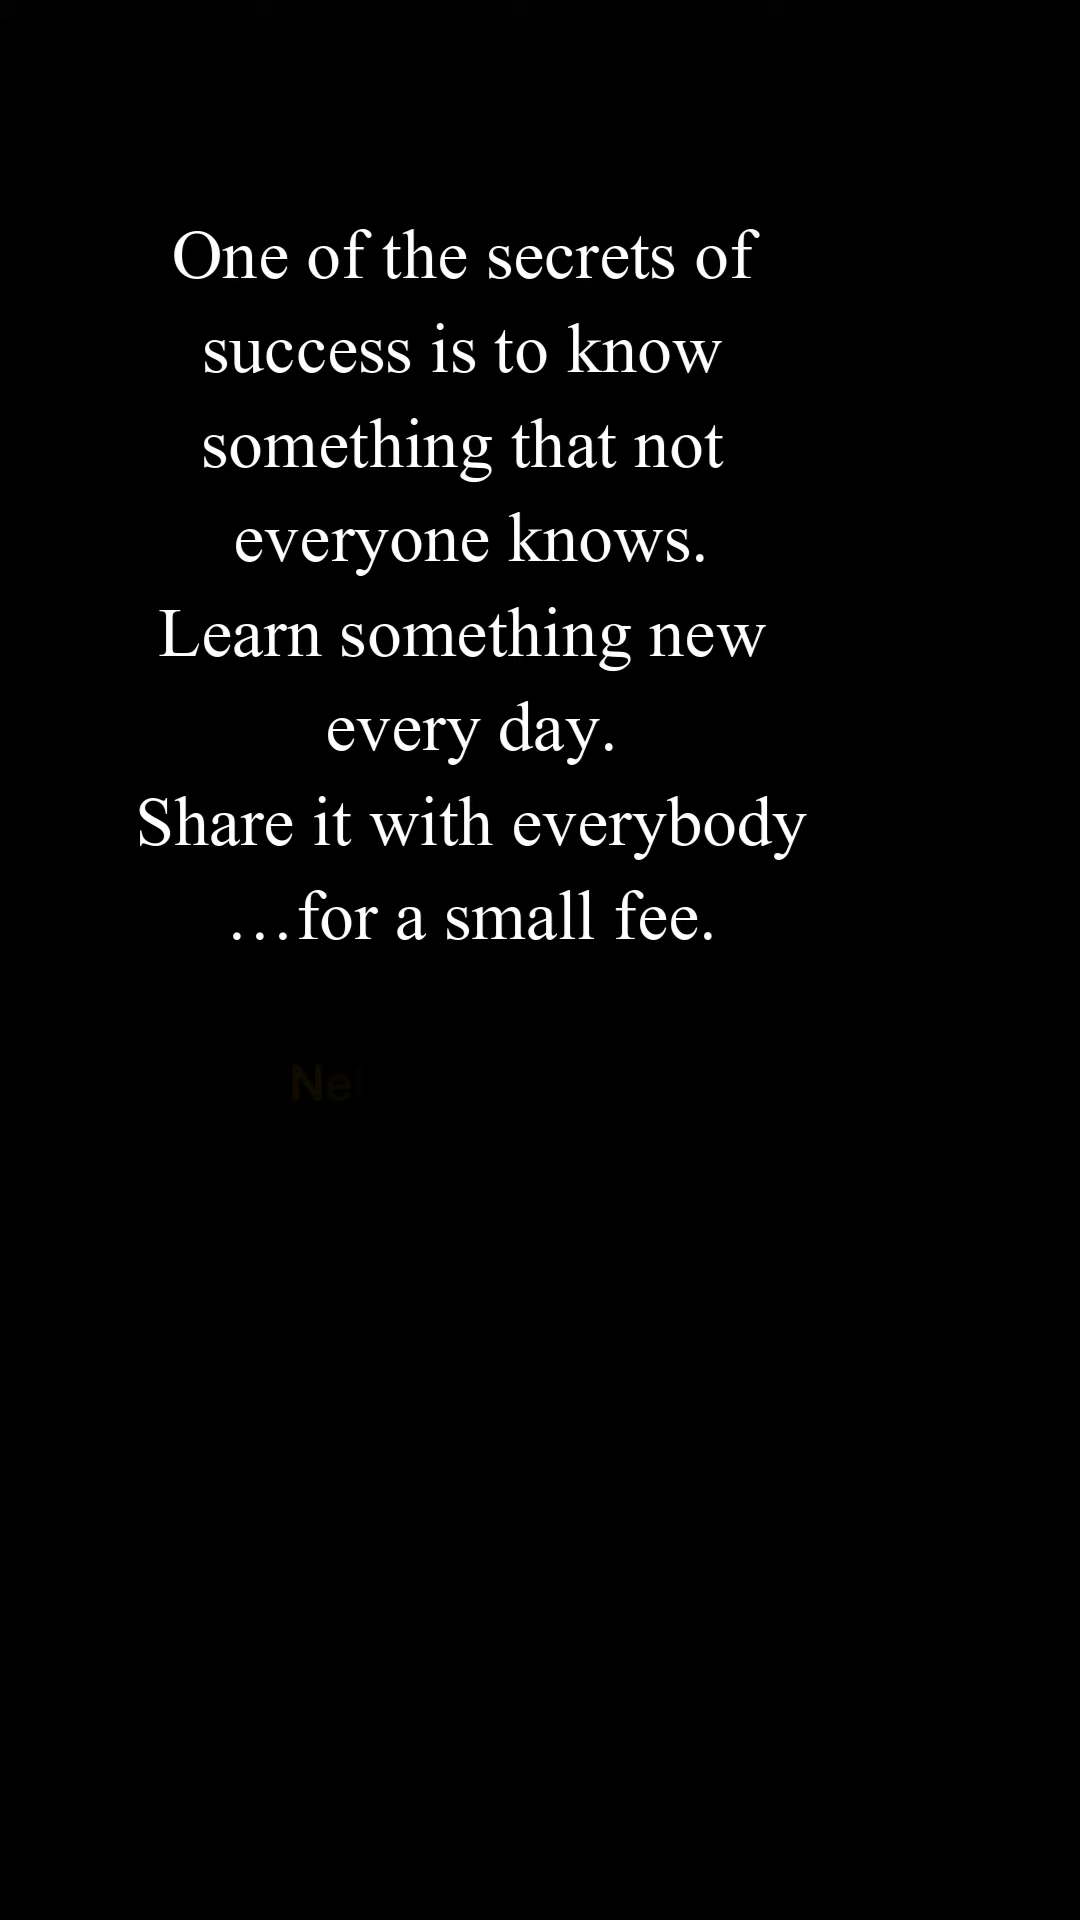 One of the secrets of
success is to know
something that not
everyone knows.
Learn something new
every day.
Share it with everybody
…for a small fee.